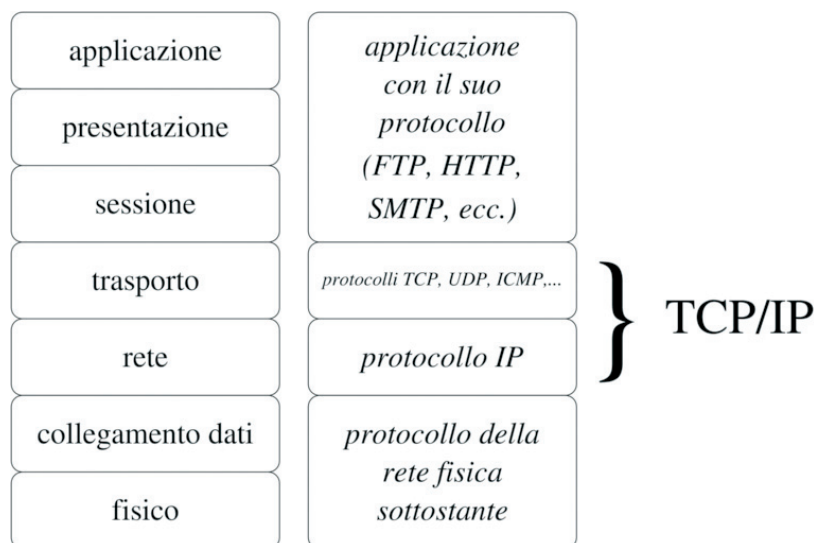 applicazione
presentazione
sessione
trasporto
rete
collegamento dati
fisico
applicazione
con il suo
protocollo
(FTP, HTTP,
SMTP, ecc.)
protocolli TCP, UDP, ICMP,...
protocollo IP
protocollo della
rete fisica
sottostante
TCP/IP